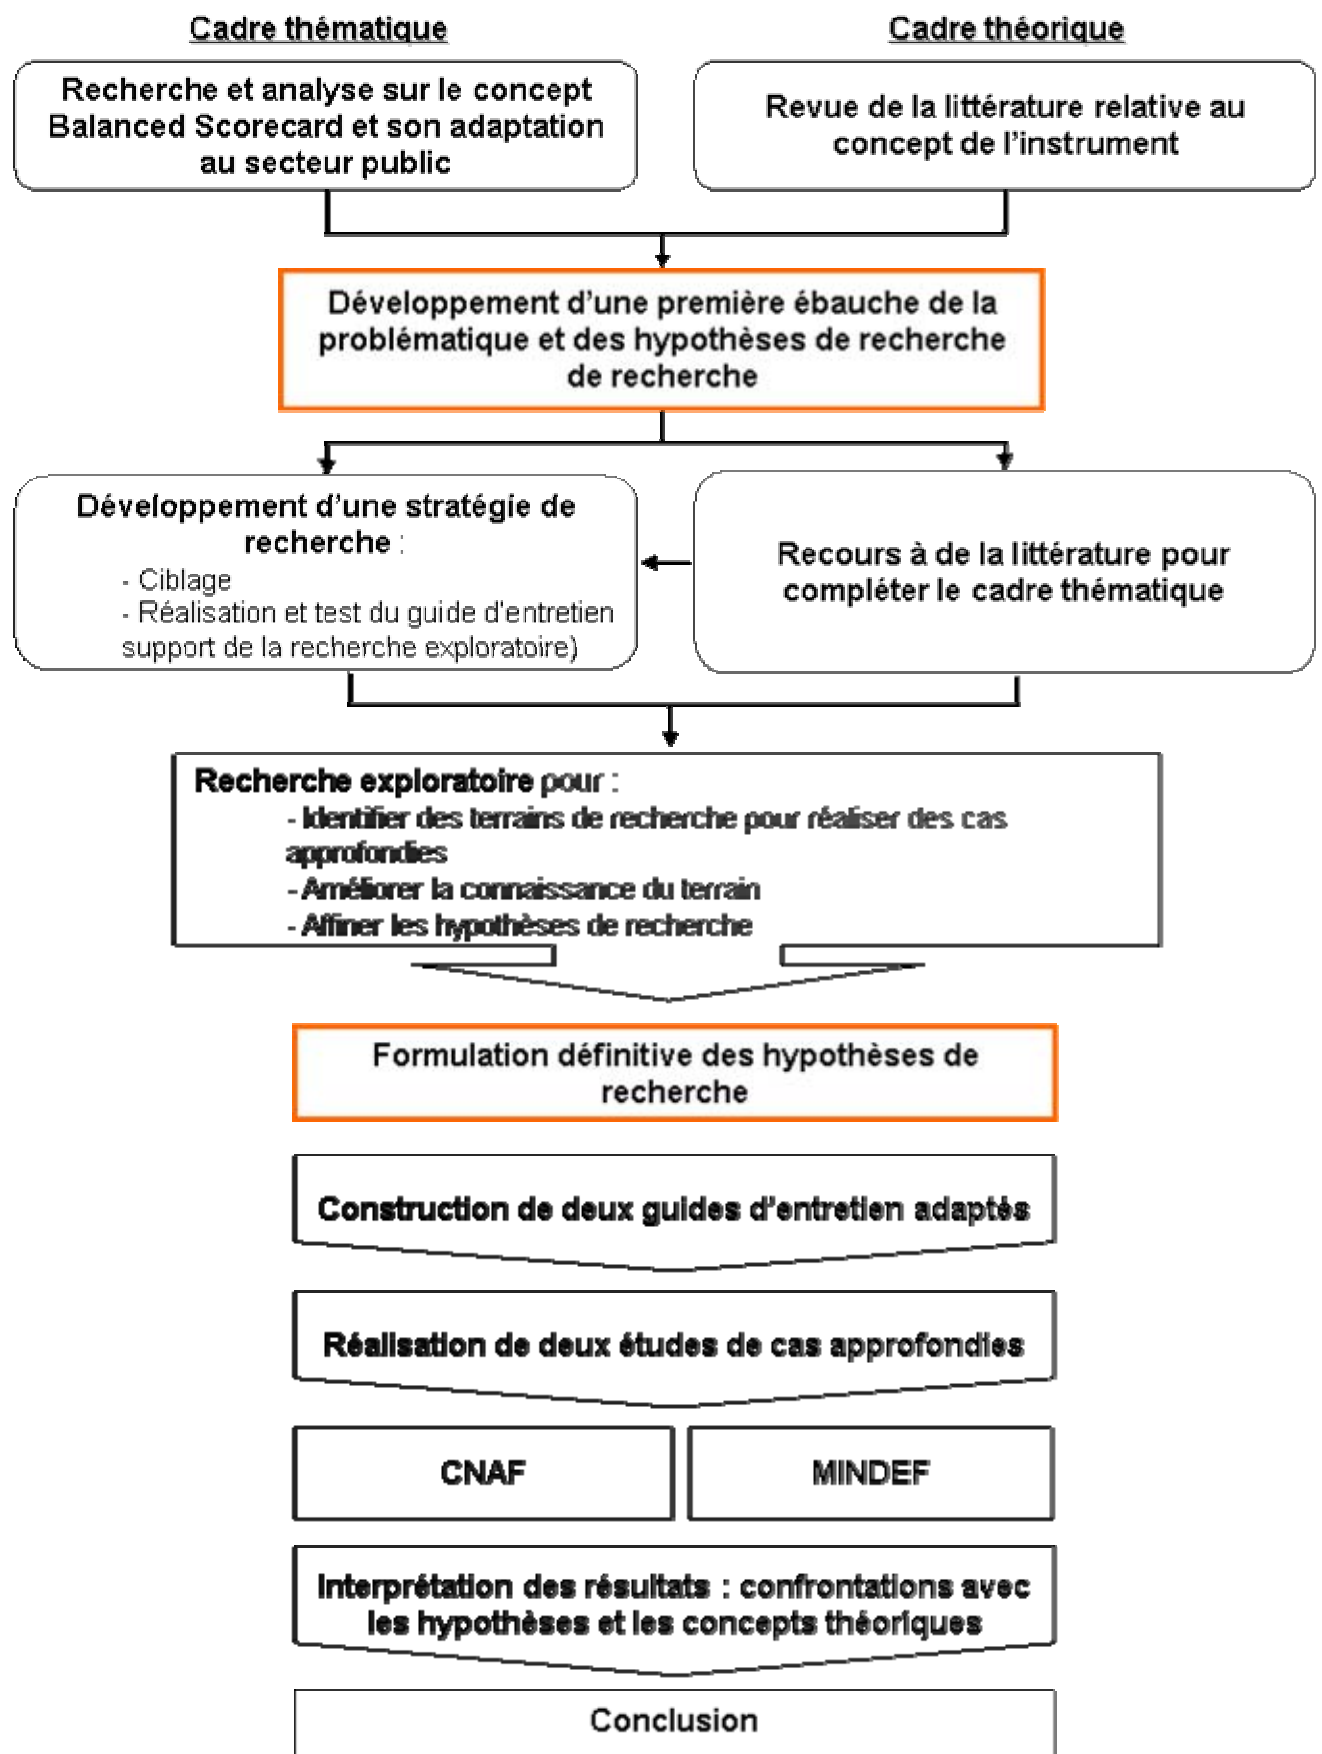 Cadre thématique
Cadre théorique
Recherche et analyse sur le concept
Balanced Scorecard et son adaptation
au secteur public
Revue de la littérature relative au
concept de l'instrument
Développement d'une première ébauche de la
problématique et des hypothèses de recherche
de recherche
Développement d'une stratégie de
recherche :
- Ciblage
- Réalisation et test du guide d'entretien
support de la recherche exploratoire)
Recours à de la littérature pour
compléter le cadre thématique
Recherche exploratoire pour :
- Identifier des terrains de recherche pour réaliser des cas
approfondies
- Améliorer la connaissance du terrain
- Affiner les hypothèses de recherche
Formulation définitive des hypothèses de
recherche
Construction de deux guides d'entretien adaptés
Réalisation de deux études de cas approfondies
CNAF
MINDEF
Interprétation des résultats : confrontations avec
les hypothèses et les concepts théoriques
Conclusion